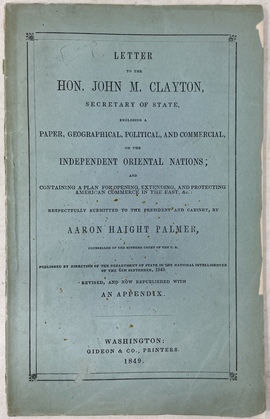 LETTER
TO THE
HON. JOHN M. CLAYTON,
SECRETARY OF STATE,
ENCLOSING A
PAPER, GEOGRAPHICAL, POLITICAL, AND COMMERCIAL,
ON THE
INDEPENDENT ORIENTAL NATIONS;
AND
CONTAINING A PLAN FOR OPENING, EXTENDING, AND PROTECTING
AMERICAN COMMERCE IN THE EAST, &c.
RESPECTFULLY SUBMITTED TO THE PRESIDENT AND CABINET, BY
AARON HAIGHT PALMER,
COUNSELLOR OF THE SUPREME COURT OF THE U. S.
PUBLISHED BY DIRECTION OF THE DEPARTMENT OF STATE IN THE NATIONAL INTELLIGENCER
OF THE 6TH SEPTEMBER, 1849.
REVISED, AND NOW REPUBLISHED WITH
AN APPENDIX.
WASHINGTON:
GIDEON & CO., PRINTERS.
1849.